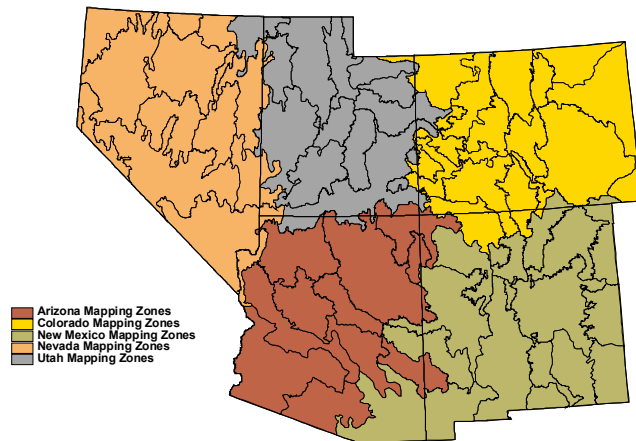 Arizona Mapping Zones
Colorado Mapping Zones
New Mexico Mapping Zones
Nevada Mapping Zones
Utah Mapping Zones